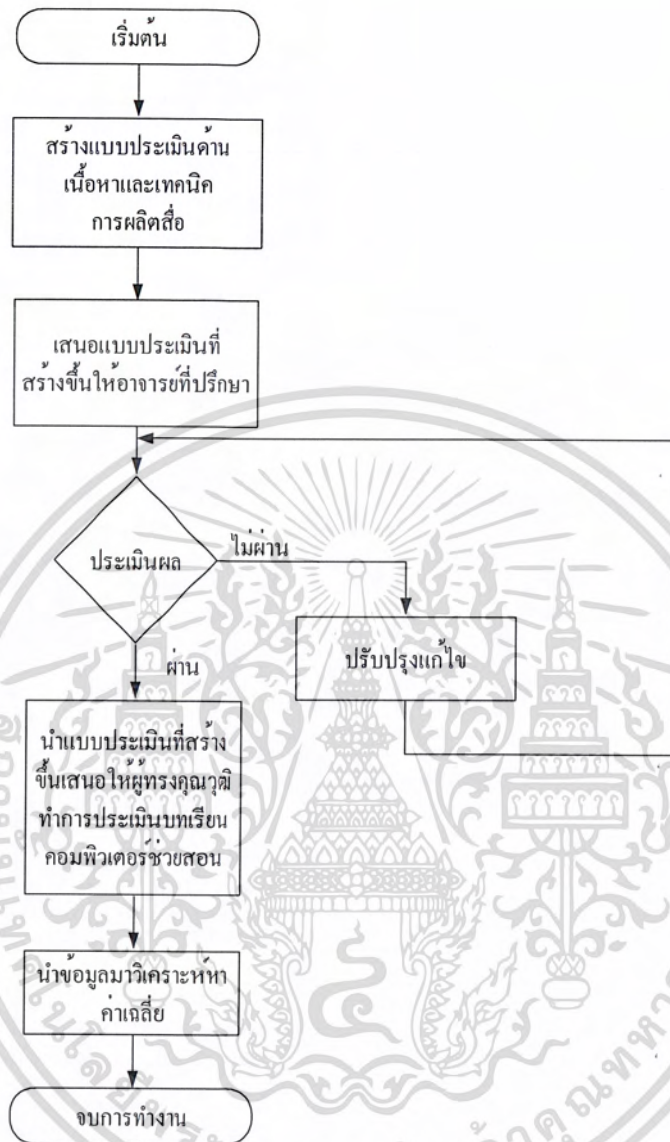 เริ่มต้น
สร้างแบบประเมินด้าน
เนื้อหาและเทคนิค
การผลิตสื่อ
เสนอแบบประเมินที่
สร้างขึ้นให้อาจารย์ที่ปรึกษา
ประเมินผล
ไม่ผ่าน
ปรับปรุงแก้ไข
ผ่าน
นำแบบประเมินที่สร้าง
ขึ้นเสนอให้ผู้ทรงคุณวุฒิ
ทำการประเมินบทเรียน
คอมพิวเตอร์ช่วยสอน
นำข้อมูลมาวิเคราะห์หา
ค่าเฉลี่ย
จบการทำงาน